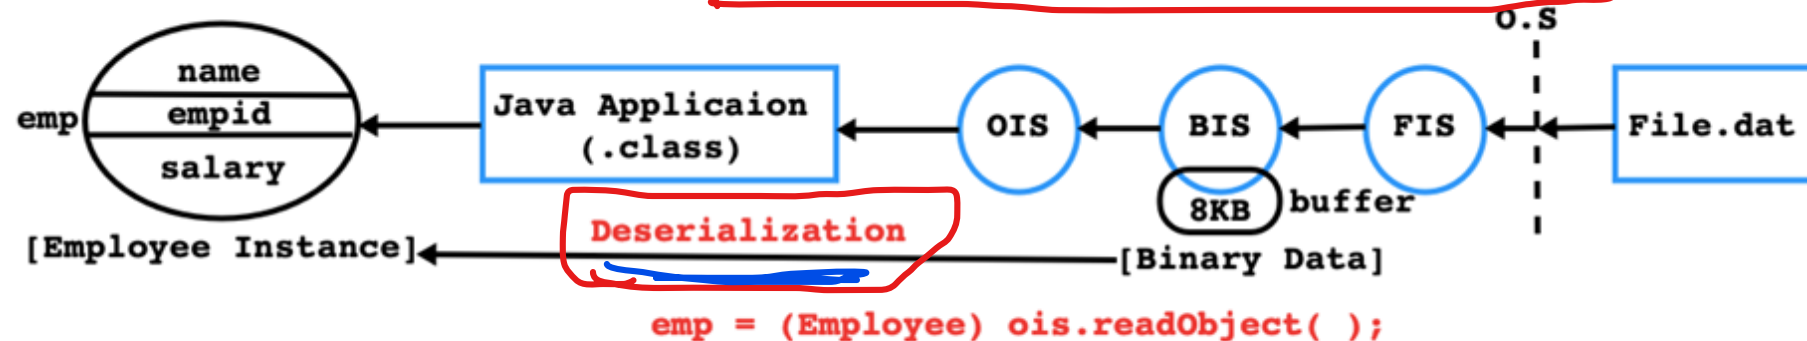 O.S
name
emp
empid
salary
Java Applicaion
(.class)
OIS
BIS
FIS
File.dat
8KB
buffer
Deserialization
[Employee Instance]
[Binary Data]
emp = (Employee) ois.readObject( );